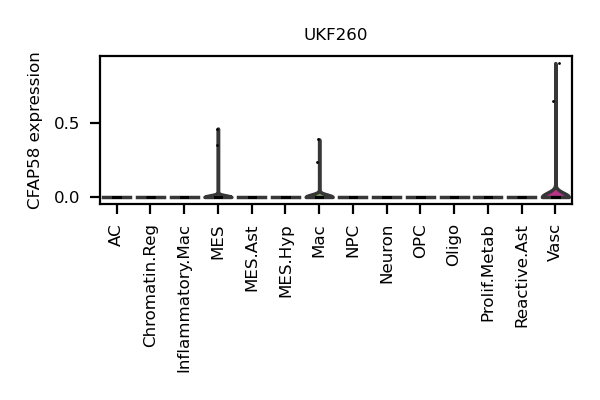 UKF260
CFAP58 expression
0.5
0.0
AC
Chromatin.Reg
Inflammatory.Mac
MES
MES.Ast
MES.Hyp
Mac
NPC
Neuron
OPC
Oligo
Prolif.Metab
Reactive.Ast
Vasc